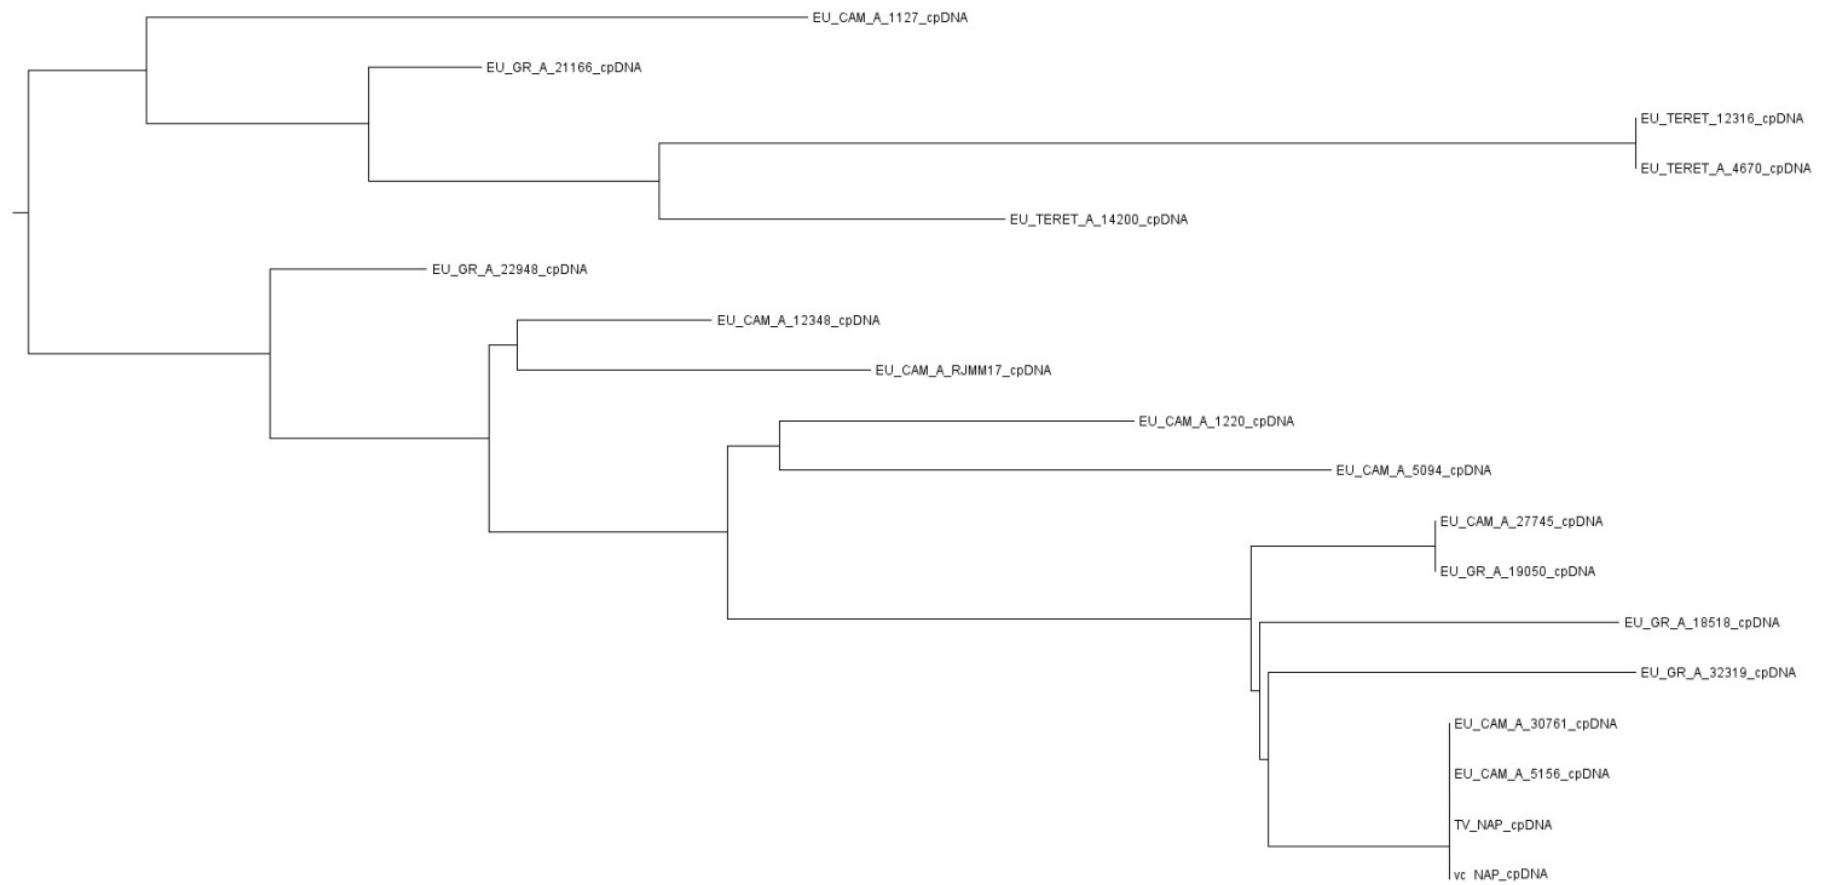 EU_CAM_A_1127_cpDNA
EU_GR_A_21166_cpDNA
EU_TERET_12316_cpDNA
EU_TERET_A_4670_cpDNA
EU_TERET_A_14200_cpDNA
EU_GR_A_22948_cpDNA
EU_CAM_A_12348_cpDNA
EU_CAM_A_RJMM17_cpDNA
EU_CAM_A_1220_cpDNA
EU_CAM_A_5094_cpDNA
EU_CAM_A_27745_cpDNA
EU_GR_A_19050_cpDNA
EU_GR_A_18518_cpDNA
EU_GR_A_32319_cpDNA
EU_CAM_A_30761_cpDNA
EU_CAM_A_5156_cpDNA
TV_NAP_cpDNA
vc_NAP_cpDNA